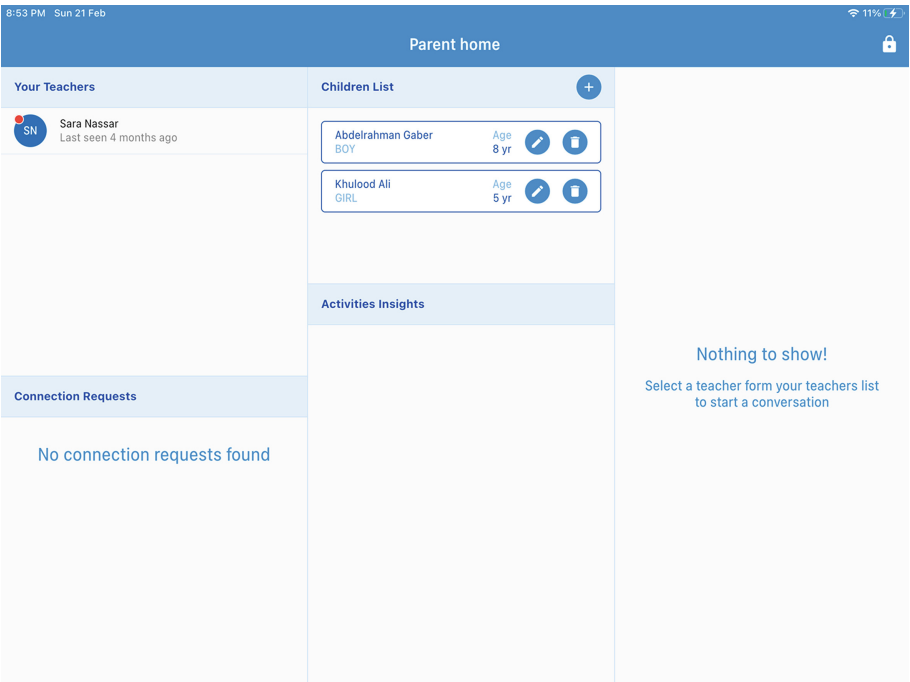 8:53 PM Sun 21 Feb
11%
Parent home
Your Teachers
SN
Sara Nassar
Last seen 4 months ago
Connection Requests
No connection requests found
Children List
Abdelrahman Gaber
BOY
Age
8 yr
Khulood Ali
GIRL
Age
5 yr
Activities Insights
Nothing to show!
Select a teacher form your teachers list
to start a conversation